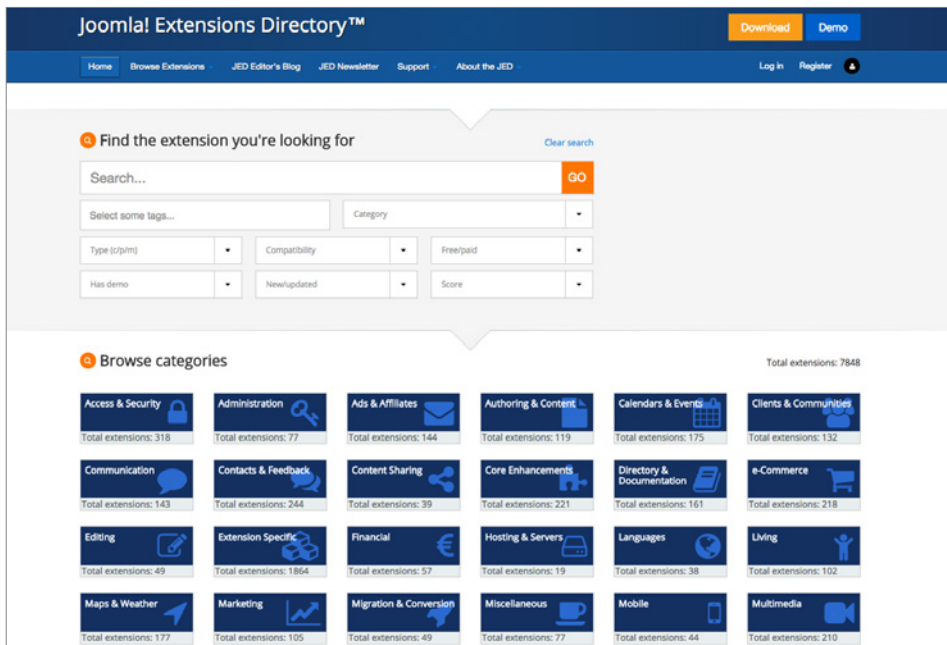 Joomla! Extensions Directory™
Download Demo
Home Browse Extensions JED Editor's Blog JED Newsletter Support About the JED Log in Register
Find the extension you're looking for Clear search
Search... GO
Select some tags... Category
Type (c/p/m) Compatibility Free/paid
Has demo New/updated Score
Browse categories Total extensions: 7848
Access & Security Administration Ads & Affiliates Authoring & Content Calendars & Events Clients & Communities
Total extensions: 318 Total extensions: 77 Total extensions: 144 Total extensions: 119 Total extensions: 175 Total extensions: 132
Communication Contacts & Feedback Content Sharing Core Enhancements Directory & Documentation e-Commerce
Total extensions: 143 Total extensions: 244 Total extensions: 39 Total extensions: 221 Total extensions: 161 Total extensions: 218
Editing Extension Specific Financial Hosting & Servers Languages Living
Total extensions: 49 Total extensions: 1864 Total extensions: 57 Total extensions: 19 Total extensions: 38 Total extensions: 102
Maps & Weather Marketing Migration & Conversion Miscellaneous Mobile Multimedia
Total extensions: 177 Total extensions: 105 Total extensions: 49 Total extensions: 77 Total extensions: 44 Total extensions: 210